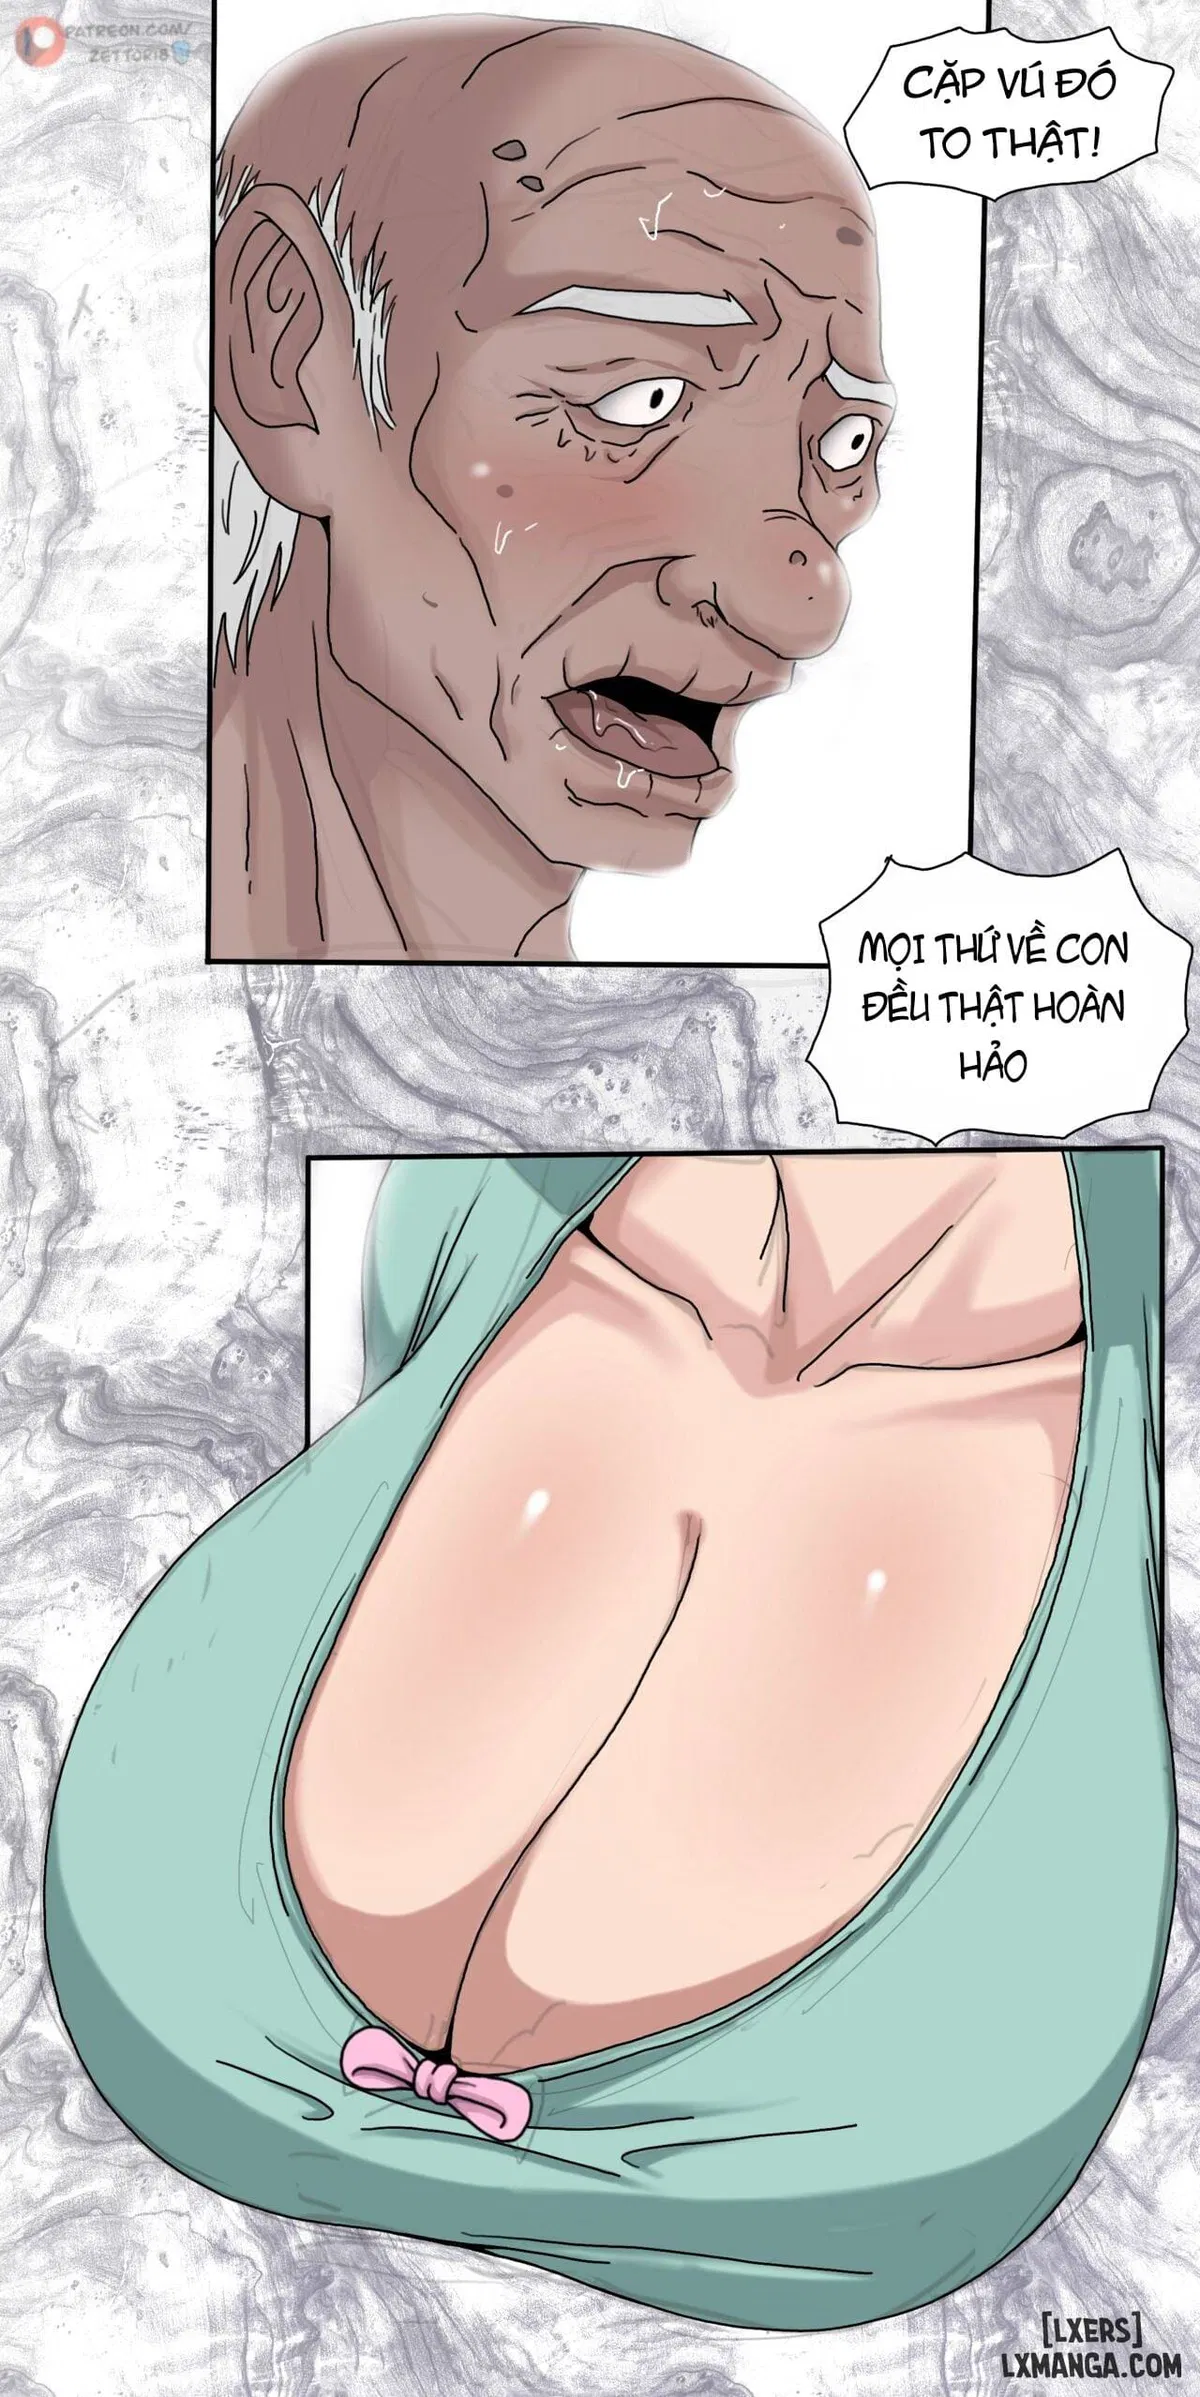 PATREON.COM/
ZETTORI8
CẶP VÚ ĐÓ
TO THẬT!
MỌI THỨ VỀ CON
ĐỀU THẬT HOÀN
HẢO
[LXERS]
LXMANGA.COM